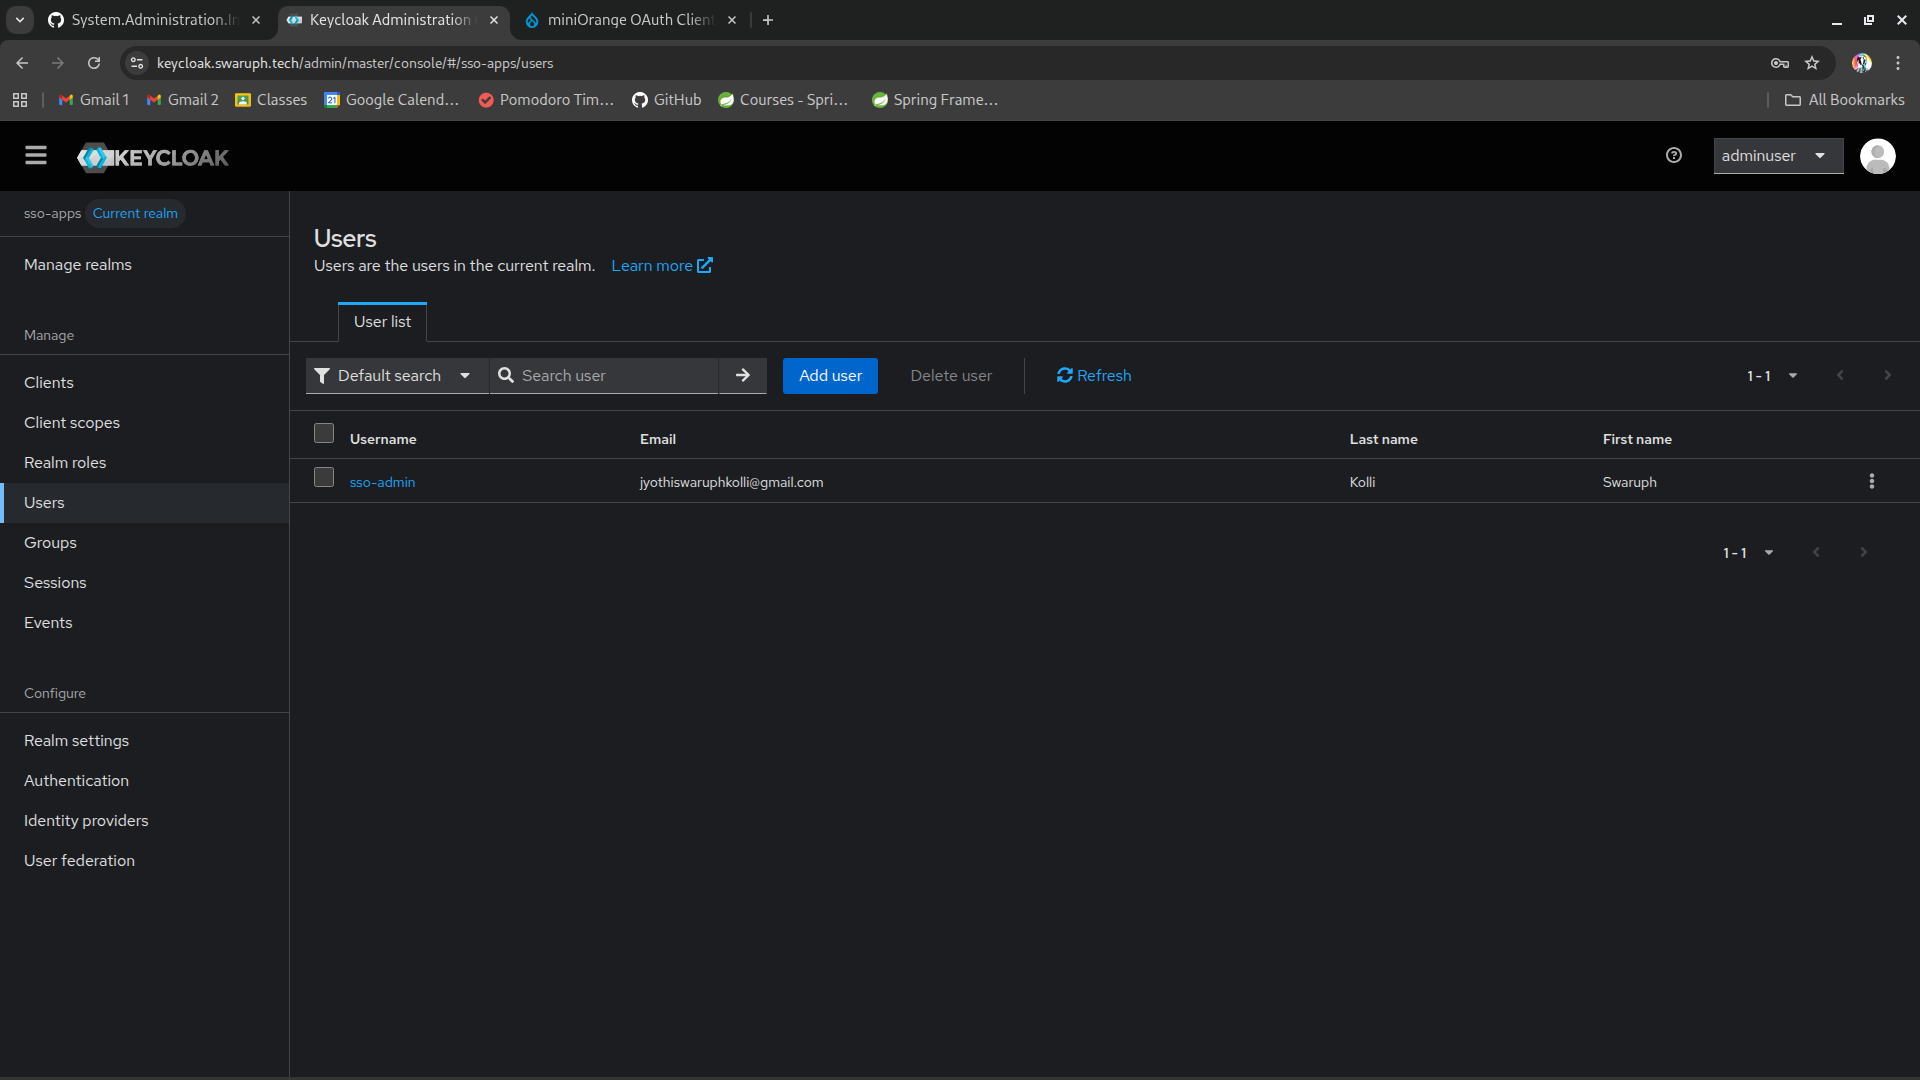 System.Administration.In
Keycloak Administration
miniOrange OAuth Client
keycloak.swaruph.tech/admin/master/console/#/sso-apps/users
Gmail 1
Gmail 2
Classes
Google Calend...
Pomodoro Tim...
GitHub
Courses - Spri...
Spring Frame...
All Bookmarks
KEYCLOAK
adminuser
sso-apps Current realm
Manage realms
Manage
Clients
Client scopes
Realm roles
Users
Groups
Sessions
Events
Configure
Realm settings
Authentication
Identity providers
User federation
Users
Users are the users in the current realm. Learn more
User list
Default search
Search user
Add user
Delete user
Refresh
1 - 1
Username Email Last name First name
sso-admin jyothiswaruphkolli@gmail.com Kolli Swaruph
1 - 1